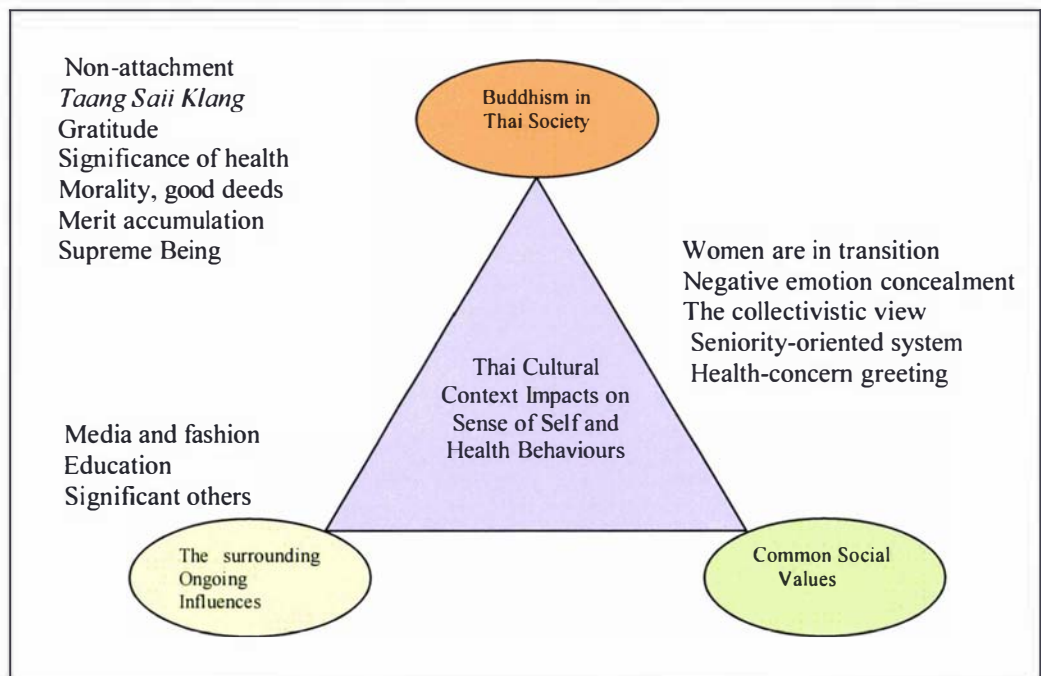 Non-attachment
Taang Saii Klang
Gratitude
Significance of health
Morality, good deeds
Merit accumulation
Supreme Being
Buddhism in
Thai Society
Women are in transition
Negative emotion concealment
The collectivistic view
Seniority-oriented system
Health-concern greeting
Thai Cultural
Context Impacts on
Sense of Self and
Health Behaviours
Media and fashion
Education
Significant others
The surrounding
Ongoing
Influences
Common Social
Values